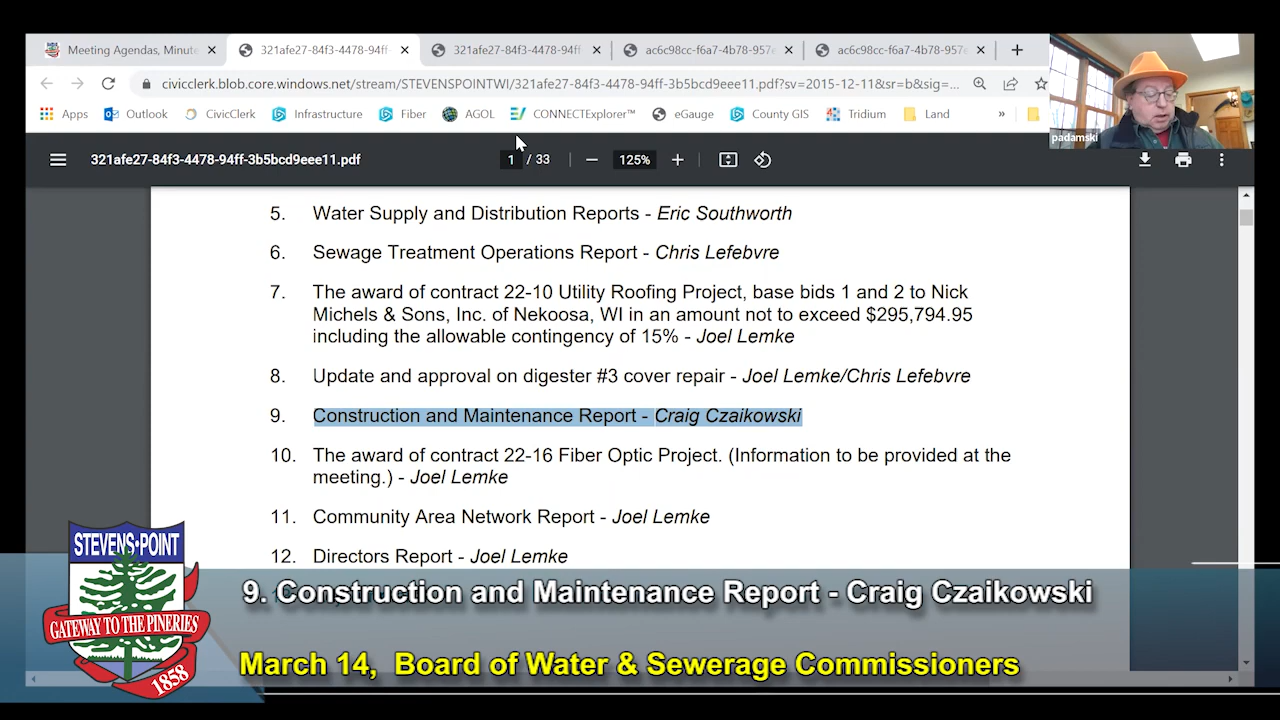 Meeting Agendas, Minute
321afe27-84f3-4478-94ff
321afe27-84f3-4478-94ff
ac6c98cc-f6a7-4b78-957e
ac6c98cc-f6a7-4b78-957e
civicclerk.blob.core.windows.net/stream/STEVENSPOINTWI/321afe27-84f3-4478-94ff-3b5bcd9eee11.pdf?sv=2015-12-11&sr=b&sig=...
Apps Outlook CivicClerk Infrastructure Fiber AGOL CONNECTExplorer™ eGauge County GIS Tridium Land »
padamski
321afe27-84f3-4478-94ff-3b5bcd9eee11.pdf 1 / 33 125%
5. Water Supply and Distribution Reports - Eric Southworth
6. Sewage Treatment Operations Report - Chris Lefebvre
7. The award of contract 22-10 Utility Roofing Project, base bids 1 and 2 to Nick
Michels & Sons, Inc. of Nekoosa, WI in an amount not to exceed $295,794.95
including the allowable contingency of 15% - Joel Lemke
8. Update and approval on digester #3 cover repair - Joel Lemke/Chris Lefebvre
9. Construction and Maintenance Report - Craig Czaikowski
10. The award of contract 22-16 Fiber Optic Project. (Information to be provided at the
meeting.) - Joel Lemke
11. Community Area Network Report - Joel Lemke
12. Directors Report - Joel Lemke
STEVENS·POINT
GATEWAY TO THE PINERIES
1858
9. Construction and Maintenance Report - Craig Czaikowski
March 14, Board of Water & Sewerage Commissioners